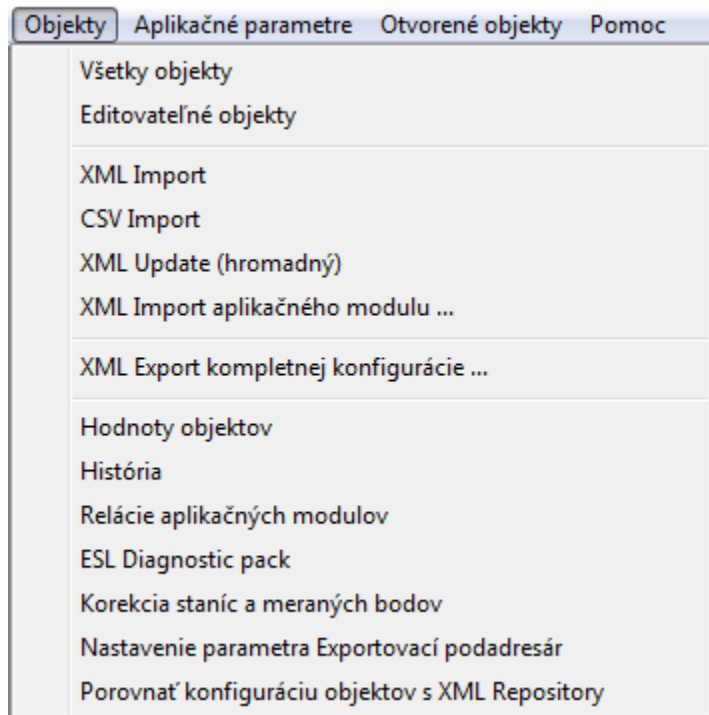 Objekty Aplikačné parametre Otvorené objekty Pomoc
Všetky objekty
Editovateľné objekty
XML Import
CSV Import
XML Update (hromadný)
XML Import aplikačného modulu ...
XML Export kompletnej konfigurácie ...
Hodnoty objektov
História
Relácie aplikačných modulov
ESL Diagnostic pack
Korekcia staníc a meraných bodov
Nastavenie parametra Exportovací podadresár
Porovnať konfiguráciu objektov s XML Repository